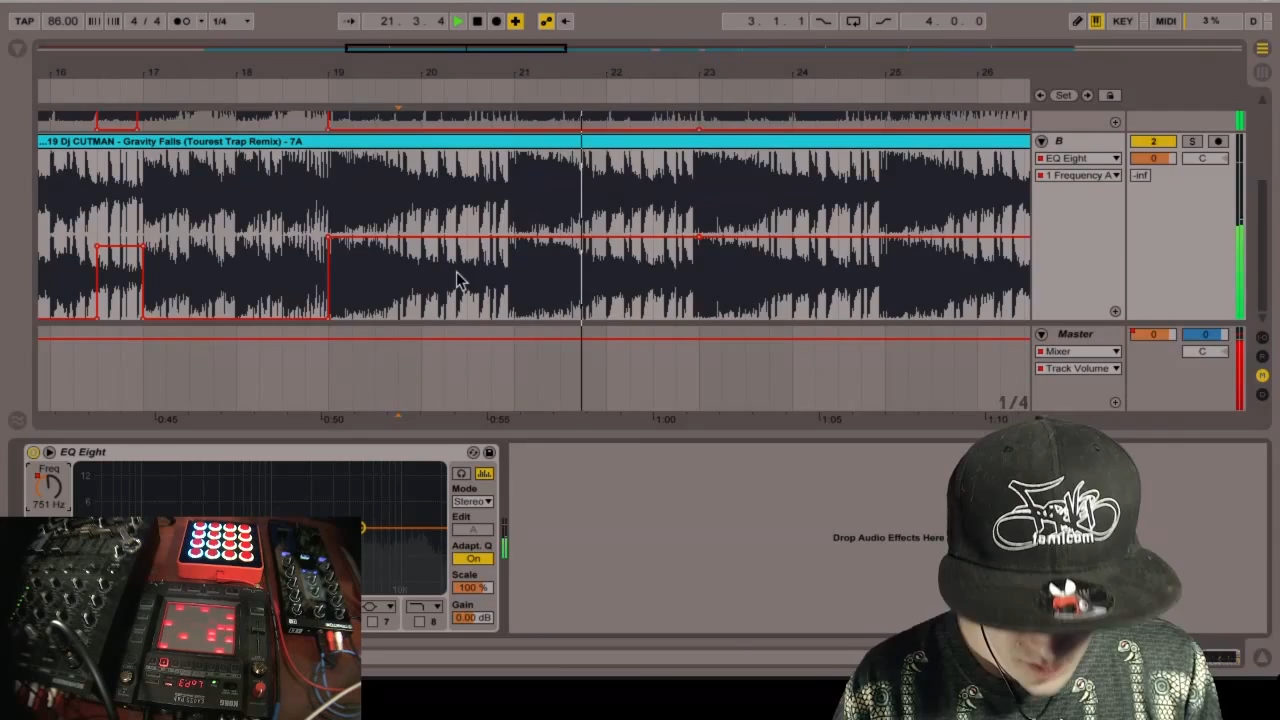 TAP 86.00 4 / 4 1/4 21 . 3 . 4 3 . 1 . 1 4 . 0 . 0 KEY MIDI 3 % D
16 17 18 19 20 21 22 23 24 25 26
Set
...19 Dj CUTMAN - Gravity Falls (Tourest Trap Remix) - 7A
B 2 S
EQ Eight 0 C
1 Frequency A -inf
Master 0 0
Mixer C
Track Volume
1/4
0:45 0:50 0:55 1:00 1:05 1:10
EQ Eight
Freq
751 Hz
12
6
10K
Mode
Stereo
Edit
A
Adapt. Q
On
Scale
100 %
Gain
0.00 dB
7 8
Drop Audio Effects Here
famicom
KORG